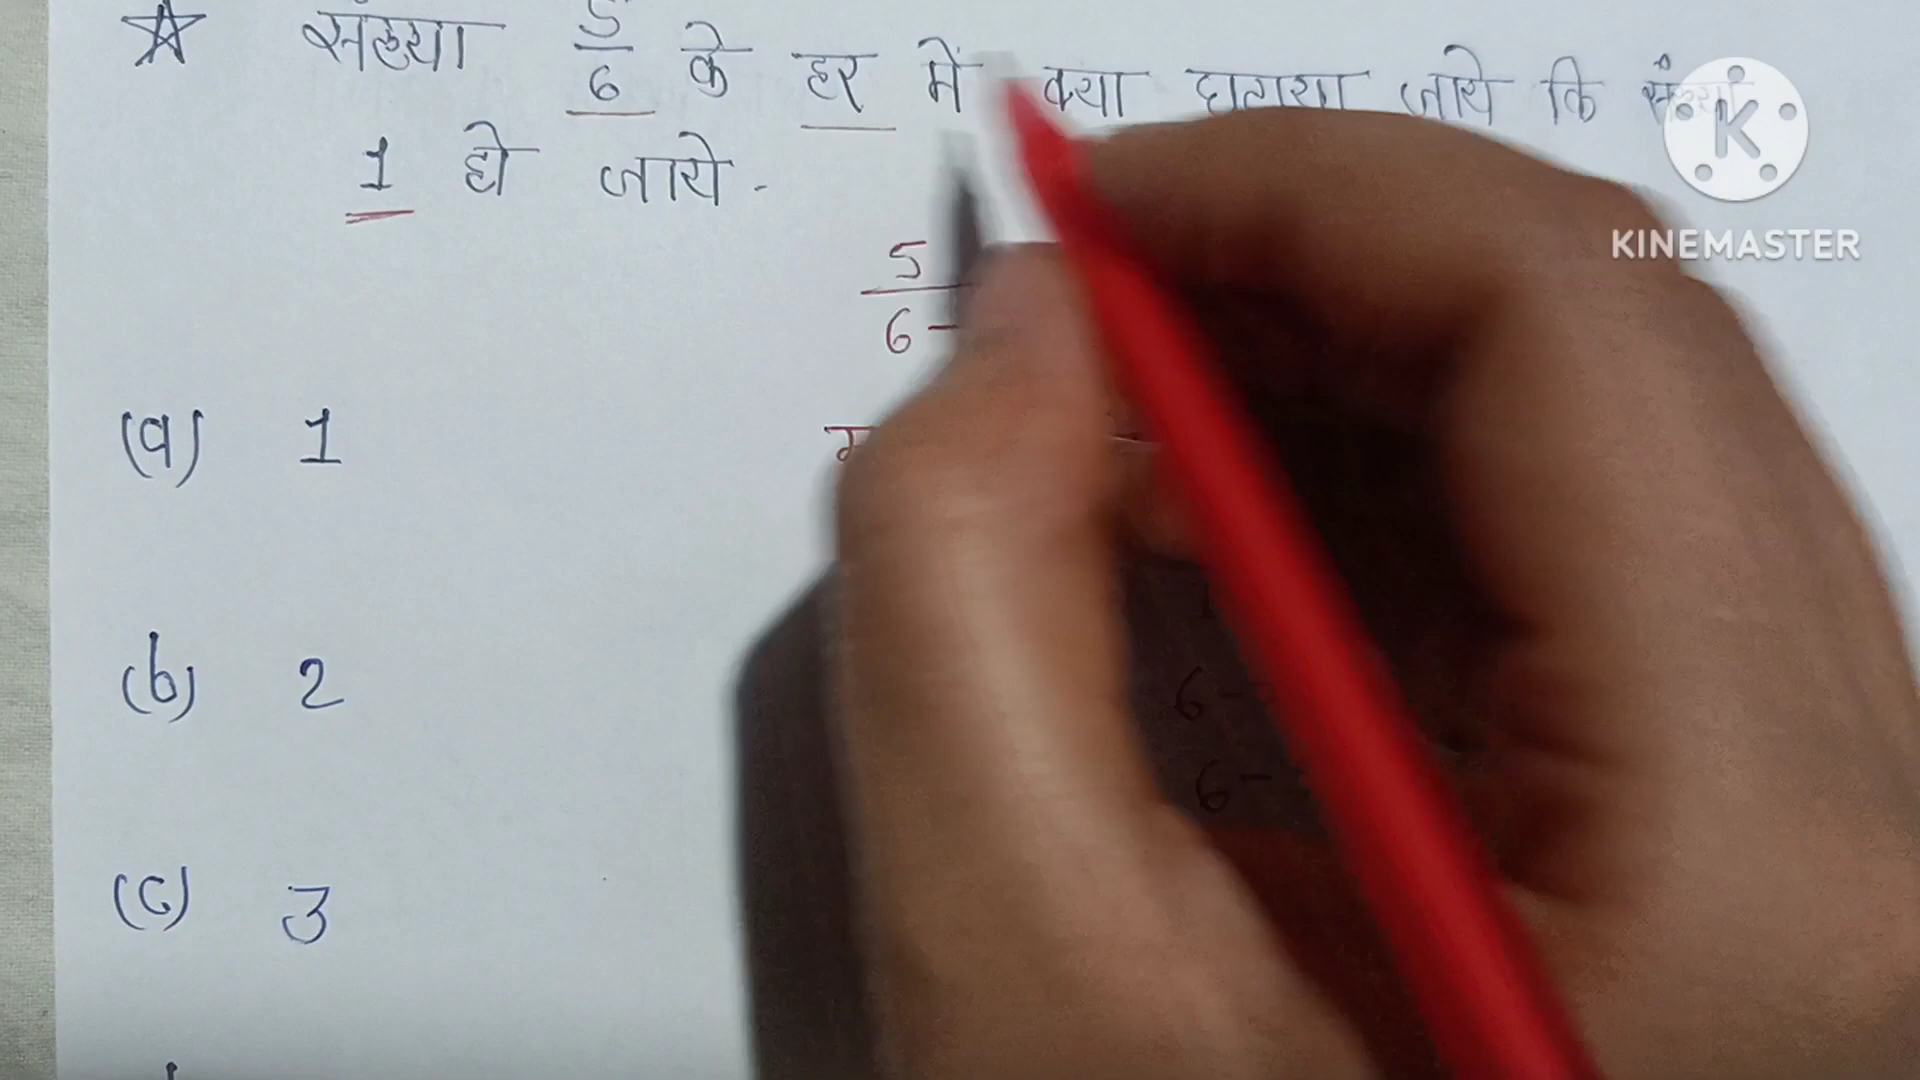 संख्या 5/6 के हर में क्या घटाया जाये कि
1 हो जाये.
5
6-
(a) 1
(b) 2
6-
6-
(c) 3
KINEMASTER